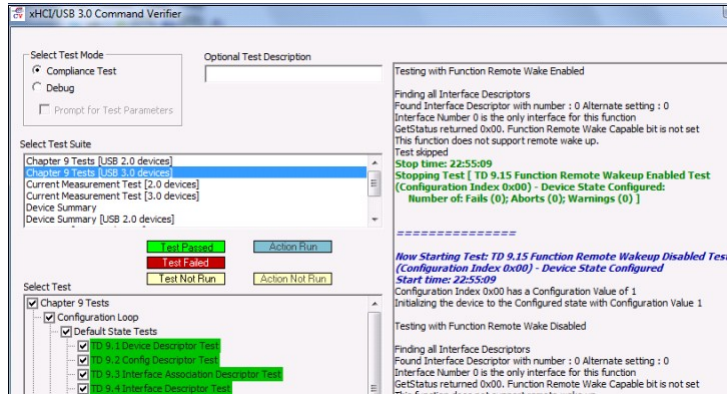 xHCI/USB 3.0 Command Verifier
Select Test Mode
Compliance Test
Debug
Prompt for Test Parameters
Optional Test Description
Select Test Suite
Chapter 9 Tests [USB 2.0 devices]
Chapter 9 Tests [USB 3.0 devices]
Current Measurement Test [2.0 devices]
Current Measurement Test [3.0 devices]
Device Summary
Device Summary [USB 2.0 devices]
Test Passed
Action Run
Test Failed
Test Not Run
Action Not Run
Select Test
Chapter 9 Tests
Configuration Loop
Default State Tests
TD 9.1 Device Descriptor Test
TD 9.2 Config Descriptor Test
TD 9.3 Interface Association Descriptor Test
TD 9.4 Interface Descriptor Test
Testing with Function Remote Wake Enabled
Finding all Interface Descriptors
Found Interface Descriptor with number : 0 Alternate setting : 0
Interface Number 0 is the only interface for this function
GetStatus returned 0x00. Function Remote Wake Capable bit is not set
This function does not support remote wake up.
Test skipped
Stop time: 22:55:09
Stopping Test [ TD 9.15 Function Remote Wakeup Enabled Test
(Configuration Index 0x00) - Device State Configured:
Number of: Fails (0); Aborts (0); Warnings (0) ]
===============
Now Starting Test: TD 9.15 Function Remote Wakeup Disabled Test
(Configuration Index 0x00) - Device State Configured
Start time: 22:55:09
Configuration Index 0x00 has a Configuration Value of 1
Initializing the device to the Configured state with Configuration Value 1
Testing with Function Remote Wake Disabled
Finding all Interface Descriptors
Found Interface Descriptor with number : 0 Alternate setting : 0
Interface Number 0 is the only interface for this function
GetStatus returned 0x00. Function Remote Wake Capable bit is not set